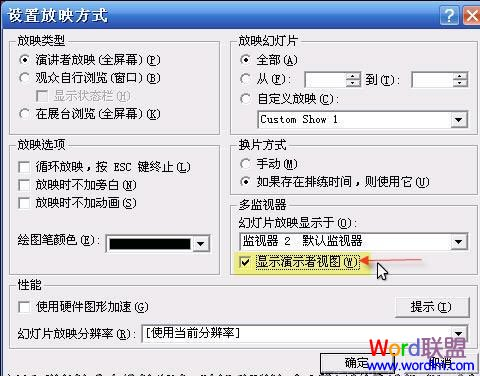 设置放映方式
放映类型
演讲者放映(全屏幕)(P)
观众自行浏览(窗口)(B)
显示状态栏(H)
在展台浏览(全屏幕)(K)
放映幻灯片
全部(A)
从(F): 到(T):
自定义放映(C):
Custom Show 1
放映选项
循环放映，按 ESC 键终止(L)
放映时不加旁白(N)
放映时不加动画(S)
绘图笔颜色(E):
换片方式
手动(M)
如果存在排练时间，则使用它(U)
多监视器
幻灯片放映显示于(O):
监视器 2 默认监视器
显示演示者视图(W)
性能
使用硬件图形加速(G)
提示(I)
幻灯片放映分辨率(R): [使用当前分辨率]
确定
取消
Word联盟
www.wordlm.com